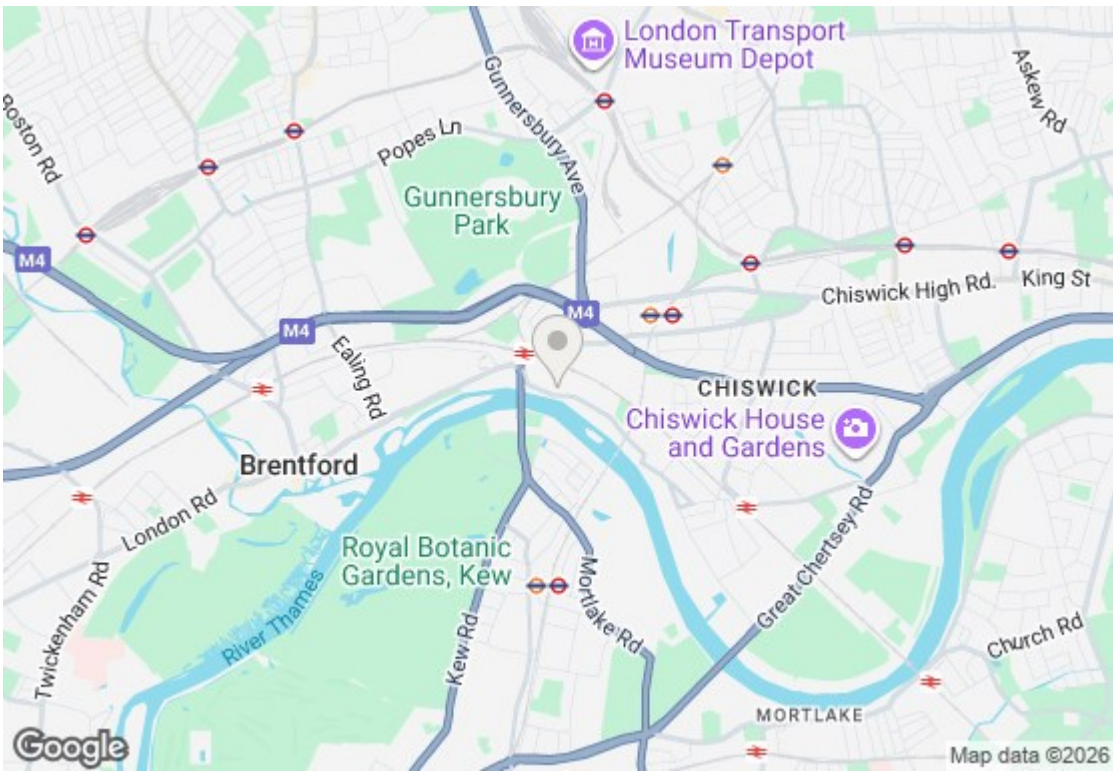 London Transport
Museum Depot
Askew Rd
Boston Rd
Popes Ln
Gunnersbury Ave
Gunnersbury
Park
M4
Chiswick High Rd.
King St
M4
M4
Ealing Rd
CHISWICK
Chiswick House
and Gardens
Brentford
London Rd
Great Chertsey Rd
Royal Botanic
Gardens, Kew
Mortlake Rd
Twickenham Rd
River Thames
Kew Rd
Church Rd
MORTLAKE
Google
Map data ©2026